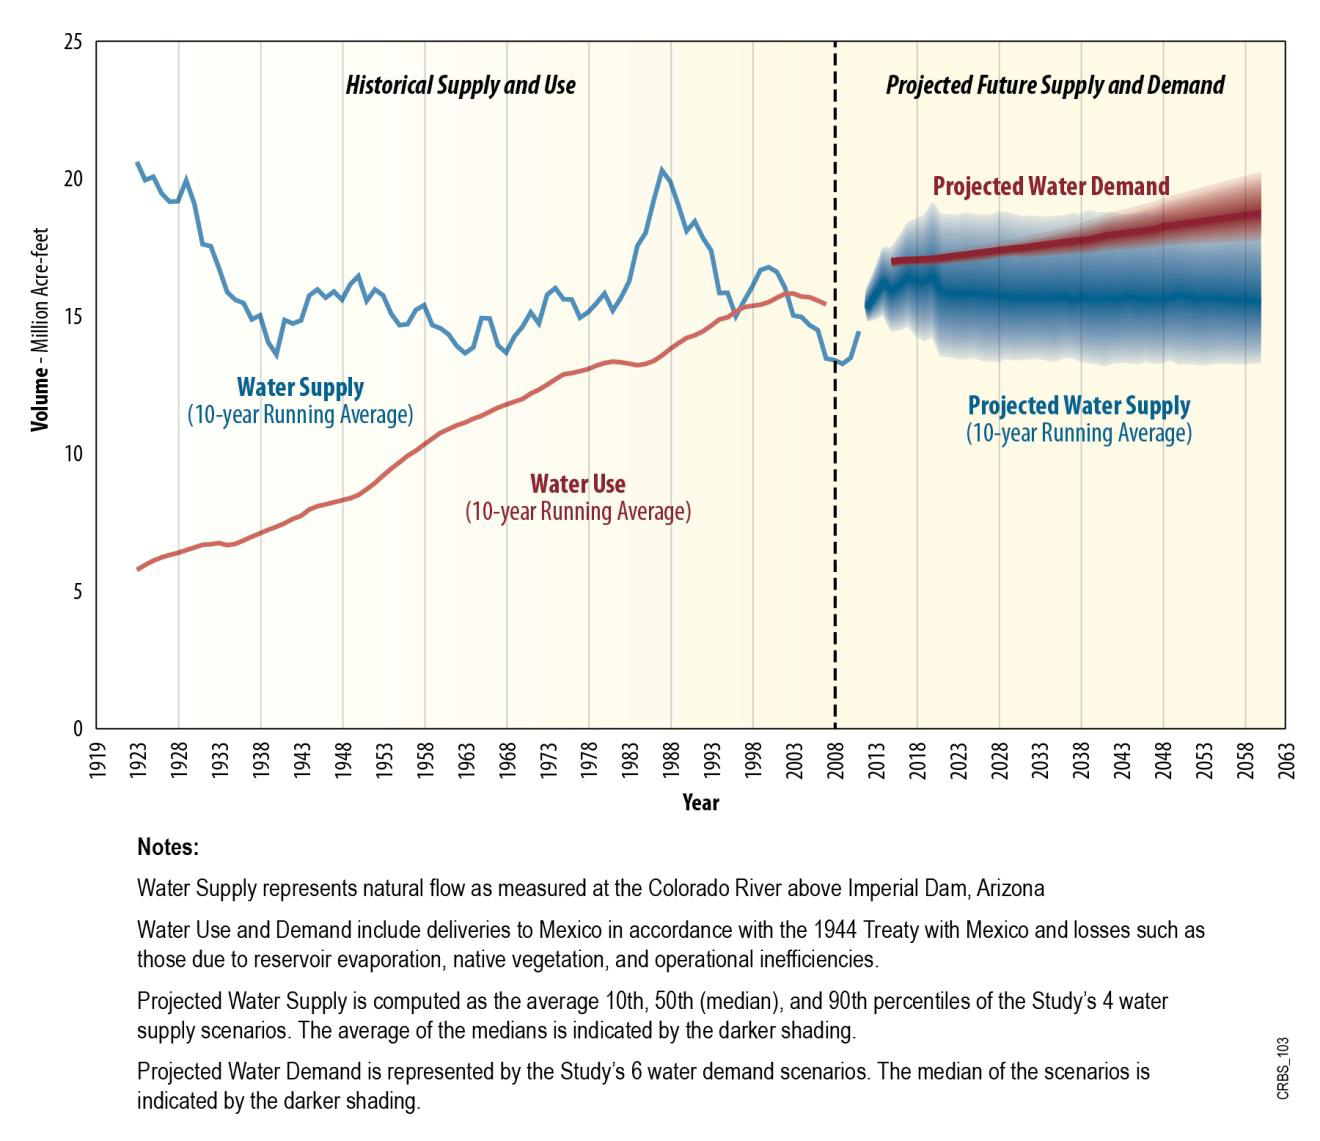 25
20
15
10
5
0
Volume - Million Acre-feet
Historical Supply and Use
Projected Future Supply and Demand
Projected Water Demand
Water Supply
(10-year Running Average)
Projected Water Supply
(10-year Running Average)
Water Use
(10-year Running Average)
1919
1923
1928
1933
1938
1943
1948
1953
1958
1963
1968
1973
1978
1983
1988
1993
1998
2003
2008
2013
2018
2023
2028
2033
2038
2043
2048
2053
2058
2063
Year
Notes:
Water Supply represents natural flow as measured at the Colorado River above Imperial Dam, Arizona
Water Use and Demand include deliveries to Mexico in accordance with the 1944 Treaty with Mexico and losses such as
those due to reservoir evaporation, native vegetation, and operational inefficiencies.
Projected Water Supply is computed as the average 10th, 50th (median), and 90th percentiles of the Study's 4 water
supply scenarios. The average of the medians is indicated by the darker shading.
Projected Water Demand is represented by the Study's 6 water demand scenarios. The median of the scenarios is
indicated by the darker shading.
CRBS_103